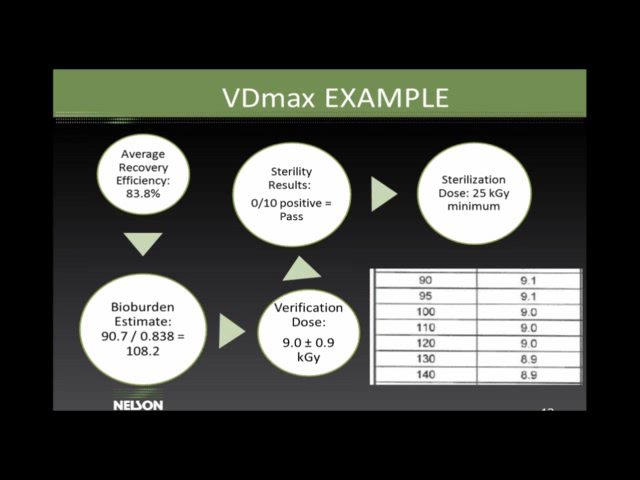 VDmax EXAMPLE
Average
Recovery
Efficiency:
83.8%
Bioburden
Estimate:
90.7 / 0.838 =
108.2
Verification
Dose:
9.0 ± 0.9
kGy
Sterility
Results:
0/10 positive =
Pass
Sterilization
Dose: 25 kGy
minimum
90 9.1
95 9.1
100 9.0
110 9.0
120 9.0
130 8.9
140 8.9
NELSON